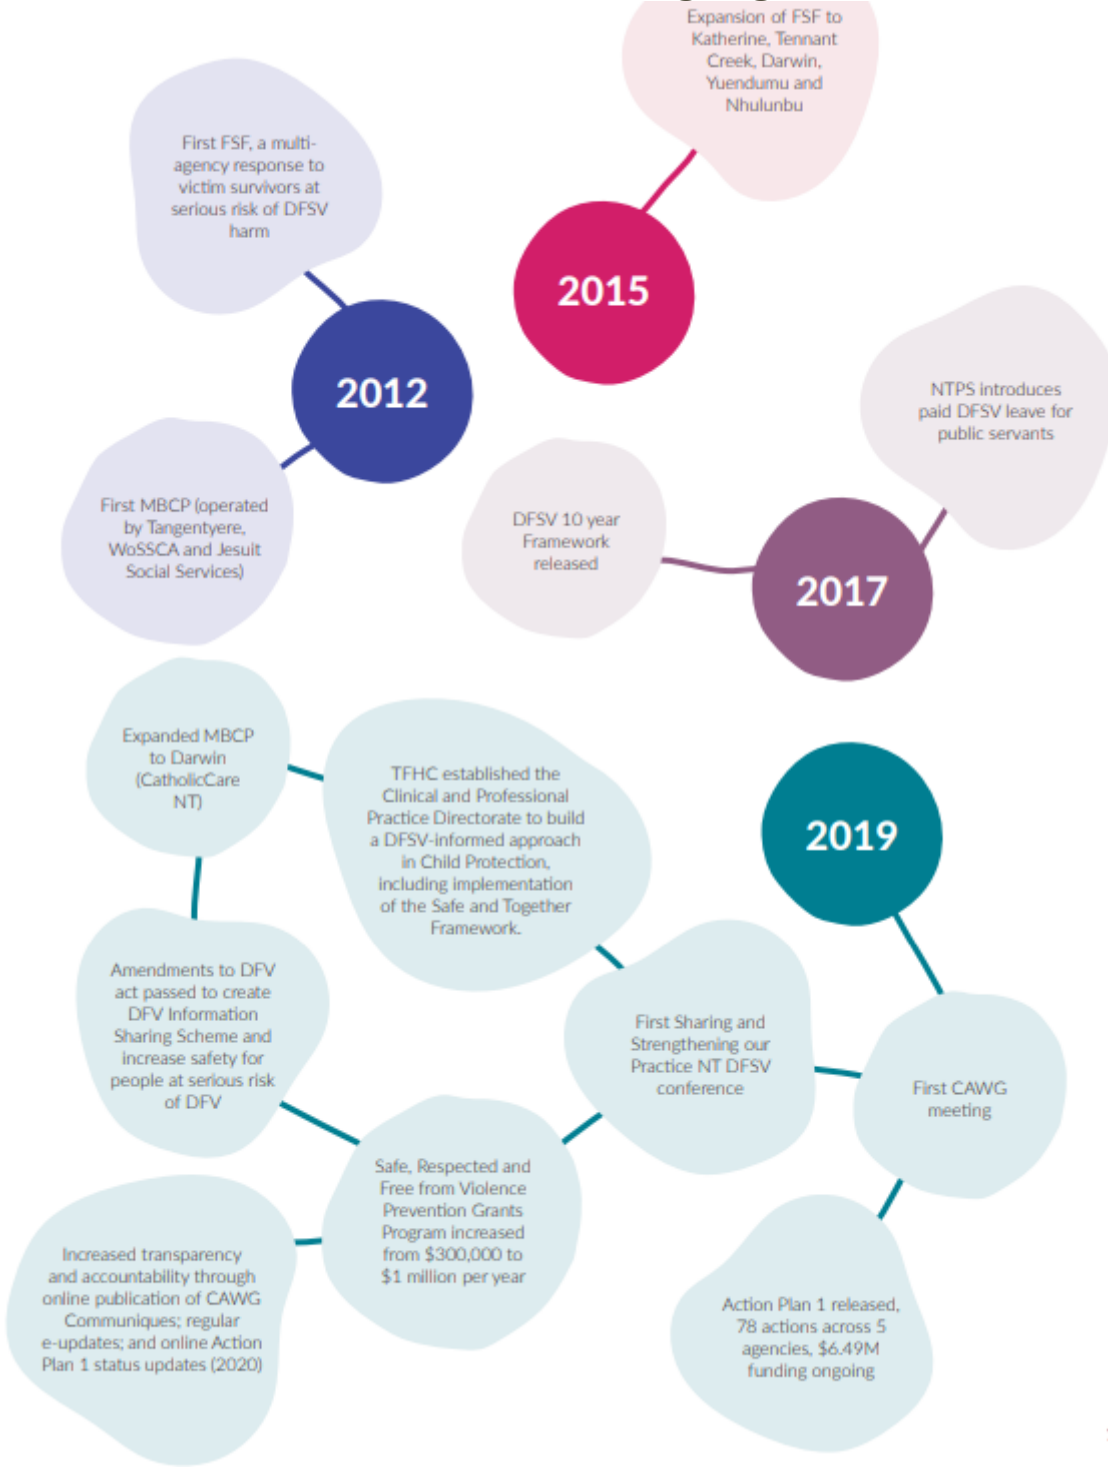 Expansion of FSF to
Katherine, Tennant
Creek, Darwin,
Yuendumu and
Nhulunbu
2015
First FSF, a multi-
agency response to
victim survivors at
serious risk of DFSV
harm
2012
First MBCP (operated
by Tangentyere,
WoSSCA and Jesuit
Social Services)
NTPS introduces
paid DFSV leave for
public servants
DFSV 10 year
Framework
released
2017
Expanded MBCP
to Darwin
(CatholicCare
NT)
TFHC established the
Clinical and Professional
Practice Directorate to build
a DFSV-informed approach
in Child Protection,
including implementation
of the Safe and Together
Framework.
2019
Amendments to DFV
act passed to create
DFV Information
Sharing Scheme and
increase safety for
people at serious risk
of DFV
First Sharing and
Strengthening our
Practice NT DFSV
conference
First CAWG
meeting
Safe, Respected and
Free from Violence
Prevention Grants
Program increased
from $300,000 to
$1 million per year
Increased transparency
and accountability through
online publication of CAWG
Communiques; regular
e-updates; and online Action
Plan 1 status updates (2020)
Action Plan 1 released,
78 actions across 5
agencies, $6.49M
funding ongoing